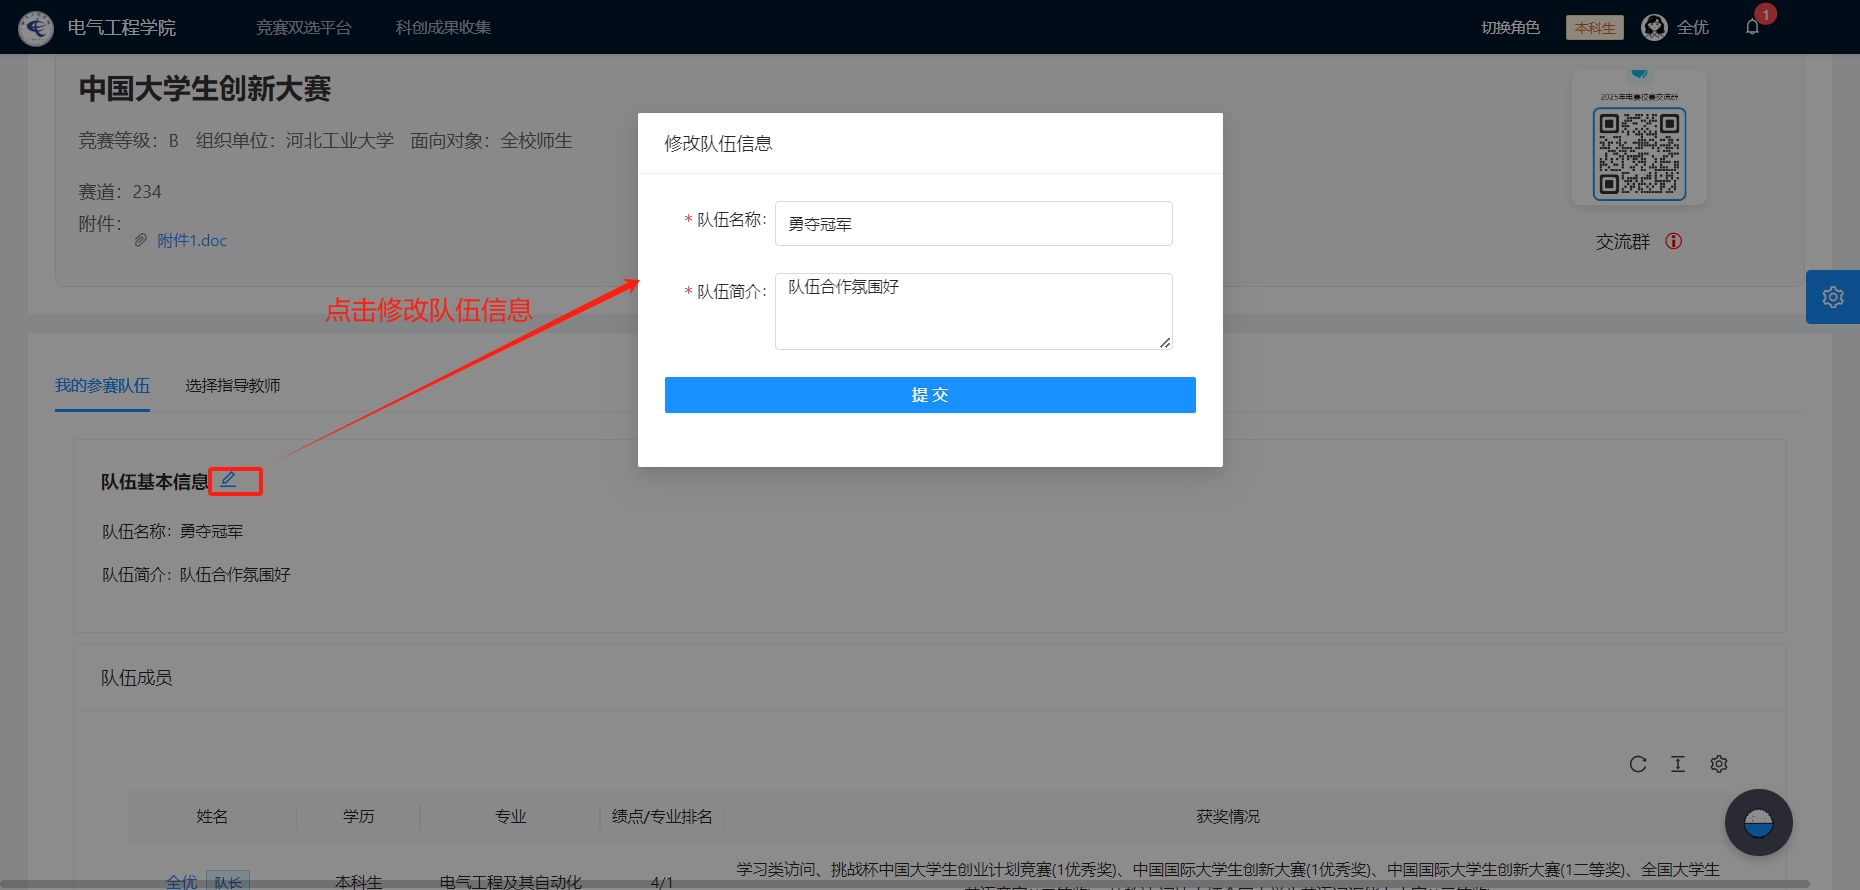 电气工程学院 竞赛双选平台 科创成果收集 切换角色 本科生 全优 1
中国大学生创新大赛
竞赛等级：B 组织单位：河北工业大学 面向对象：全校师生
赛道：234
附件：
附件1.doc
2025年电赛校赛交流群
交流群
修改队伍信息
* 队伍名称：
勇夺冠军
* 队伍简介：
队伍合作氛围好
提 交
点击修改队伍信息
我的参赛队伍 选择指导教师
队伍基本信息
队伍名称：勇夺冠军
队伍简介：队伍合作氛围好
队伍成员
姓名 学历 专业 绩点/专业排名 获奖情况
全优 队长 本科生 电气工程及其自动化 4/1 学习类访问、挑战杯中国大学生创业计划竞赛(1优秀奖)、中国国际大学生创新大赛(1优秀奖)、中国国际大学生创新大赛(1二等奖)、全国大学生